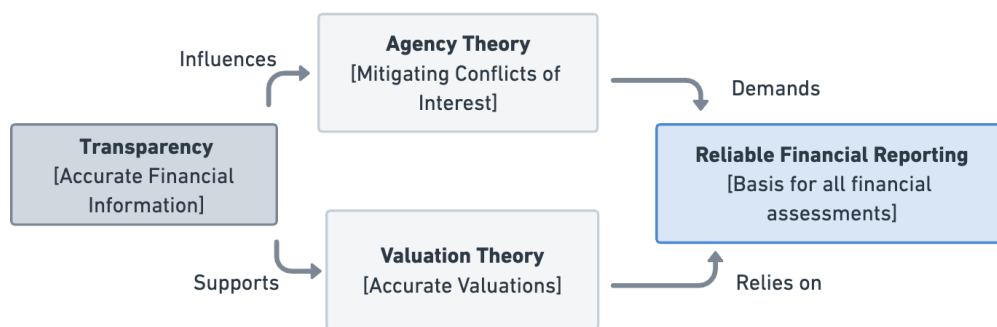 Influences
Agency Theory
[Mitigating Conflicts of
Interest]
Demands
Transparency
[Accurate Financial
Information]
Reliable Financial Reporting
[Basis for all financial
assessments]
Supports
Valuation Theory
[Accurate Valuations]
Relies on